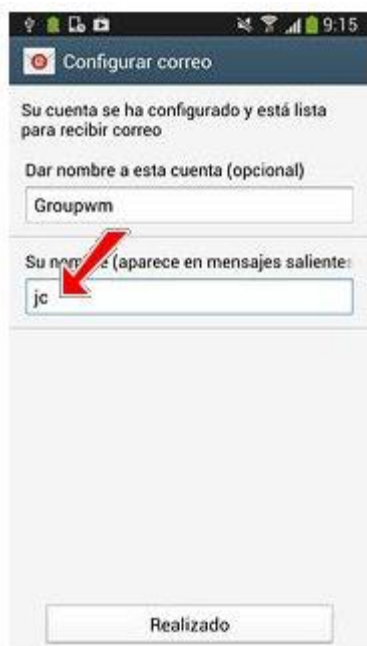 9:15
Configurar correo
Su cuenta se ha configurado y está lista
para recibir correo
Dar nombre a esta cuenta (opcional)
Groupwm
Su (aparece en mensajes salientes
jc
Realizado